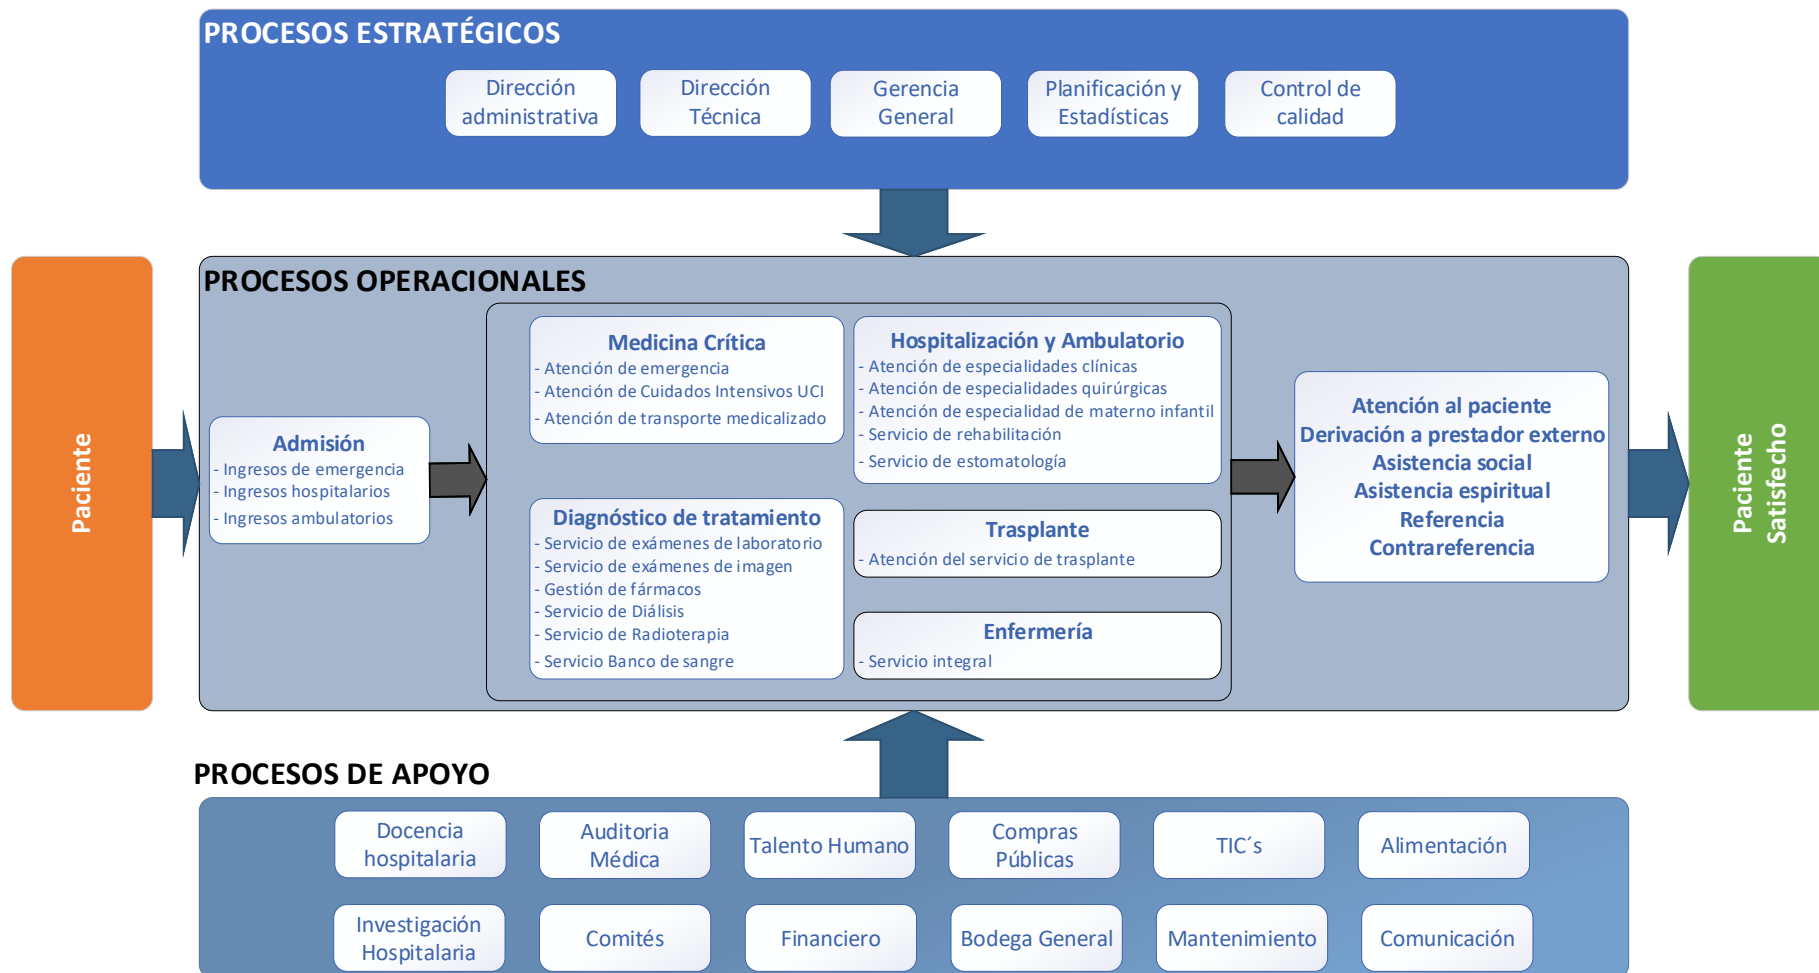 PROCESOS ESTRATÉGICOS
Dirección
administrativa
Dirección
Técnica
Gerencia
General
Planificación y
Estadísticas
Control de
calidad
Paciente
PROCESOS OPERACIONALES
Admisión
- Ingresos de emergencia
- Ingresos hospitalarios
- Ingresos ambulatorios
Medicina Crítica
- Atención de emergencia
- Atención de Cuidados Intensivos UCI
- Atención de transporte medicalizado
Hospitalización y Ambulatorio
- Atención de especialidades clínicas
- Atención de especialidades quirúrgicas
- Atención de especialidad de materno infantil
- Servicio de rehabilitación
- Servicio de estomatología
Diagnóstico de tratamiento
- Servicio de exámenes de laboratorio
- Servicio de exámenes de imagen
- Gestión de fármacos
- Servicio de Diálisis
- Servicio de Radioterapia
- Servicio Banco de sangre
Trasplante
- Atención del servicio de trasplante
Enfermería
- Servicio integral
Atención al paciente
Derivación a prestador externo
Asistencia social
Asistencia espiritual
Referencia
Contrareferencia
Paciente
Satisfecho
PROCESOS DE APOYO
Docencia
hospitalaria
Auditoria
Médica
Talento Humano
Compras
Públicas
TIC´s
Alimentación
Investigación
Hospitalaria
Comités
Financiero
Bodega General
Mantenimiento
Comunicación